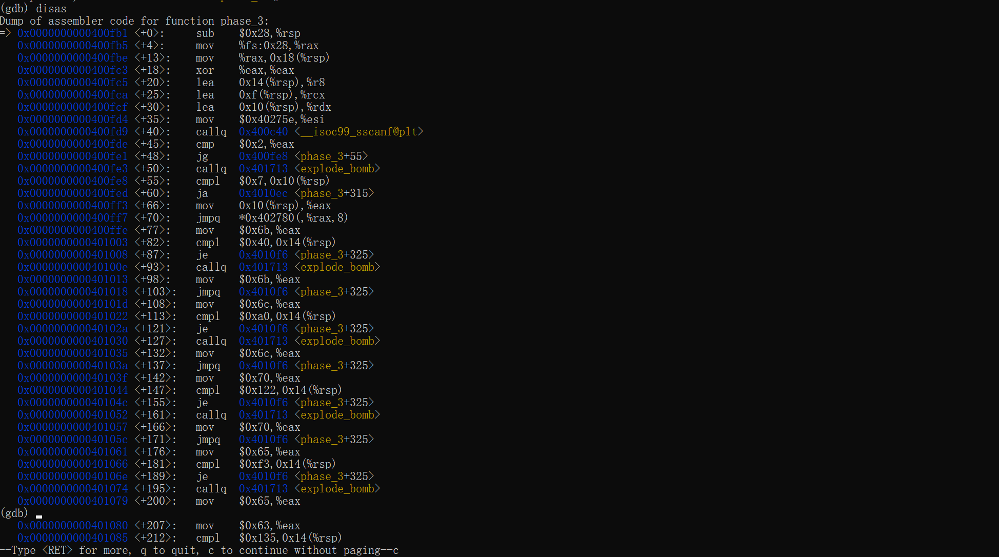 (gdb) disas
Dump of assembler code for function phase_3:
=> 0x0000000000400fb1 <+0>: sub $0x28,%rsp
0x0000000000400fb5 <+4>: mov %fs:0x28,%rax
0x0000000000400fbe <+13>: mov %rax,0x18(%rsp)
0x0000000000400fc3 <+18>: xor %eax,%eax
0x0000000000400fc5 <+20>: lea 0x14(%rsp),%r8
0x0000000000400fca <+25>: lea 0xf(%rsp),%rcx
0x0000000000400fcf <+30>: lea 0x10(%rsp),%rdx
0x0000000000400fd4 <+35>: mov $0x40275e,%esi
0x0000000000400fd9 <+40>: callq 0x400c40 <__isoc99_sscanf@plt>
0x0000000000400fde <+45>: cmp $0x2,%eax
0x0000000000400fe1 <+48>: jg 0x400fe8 <phase_3+55>
0x0000000000400fe3 <+50>: callq 0x401713 <explode_bomb>
0x0000000000400fe8 <+55>: cmpl $0x7,0x10(%rsp)
0x0000000000400fed <+60>: ja 0x4010ec <phase_3+315>
0x0000000000400ff3 <+66>: mov 0x10(%rsp),%eax
0x0000000000400ff7 <+70>: jmpq *0x402780(,%rax,8)
0x0000000000400ffe <+77>: mov $0x6b,%eax
0x0000000000401003 <+82>: cmpl $0x40,0x14(%rsp)
0x0000000000401008 <+87>: je 0x4010f6 <phase_3+325>
0x000000000040100e <+93>: callq 0x401713 <explode_bomb>
0x0000000000401013 <+98>: mov $0x6b,%eax
0x0000000000401018 <+103>: jmpq 0x4010f6 <phase_3+325>
0x000000000040101d <+108>: mov $0x6c,%eax
0x0000000000401022 <+113>: cmpl $0xa0,0x14(%rsp)
0x000000000040102a <+121>: je 0x4010f6 <phase_3+325>
0x0000000000401030 <+127>: callq 0x401713 <explode_bomb>
0x0000000000401035 <+132>: mov $0x6c,%eax
0x000000000040103a <+137>: jmpq 0x4010f6 <phase_3+325>
0x000000000040103f <+142>: mov $0x70,%eax
0x0000000000401044 <+147>: cmpl $0x122,0x14(%rsp)
0x000000000040104c <+155>: je 0x4010f6 <phase_3+325>
0x0000000000401052 <+161>: callq 0x401713 <explode_bomb>
0x0000000000401057 <+166>: mov $0x70,%eax
0x000000000040105c <+171>: jmpq 0x4010f6 <phase_3+325>
0x0000000000401061 <+176>: mov $0x65,%eax
0x0000000000401066 <+181>: cmpl $0xf3,0x14(%rsp)
0x000000000040106e <+189>: je 0x4010f6 <phase_3+325>
0x0000000000401074 <+195>: callq 0x401713 <explode_bomb>
0x0000000000401079 <+200>: mov $0x65,%eax
(gdb)
0x0000000000401080 <+207>: mov $0x63,%eax
0x0000000000401085 <+212>: cmpl $0x135,0x14(%rsp)
--Type <RET> for more, q to quit, c to continue without paging--c